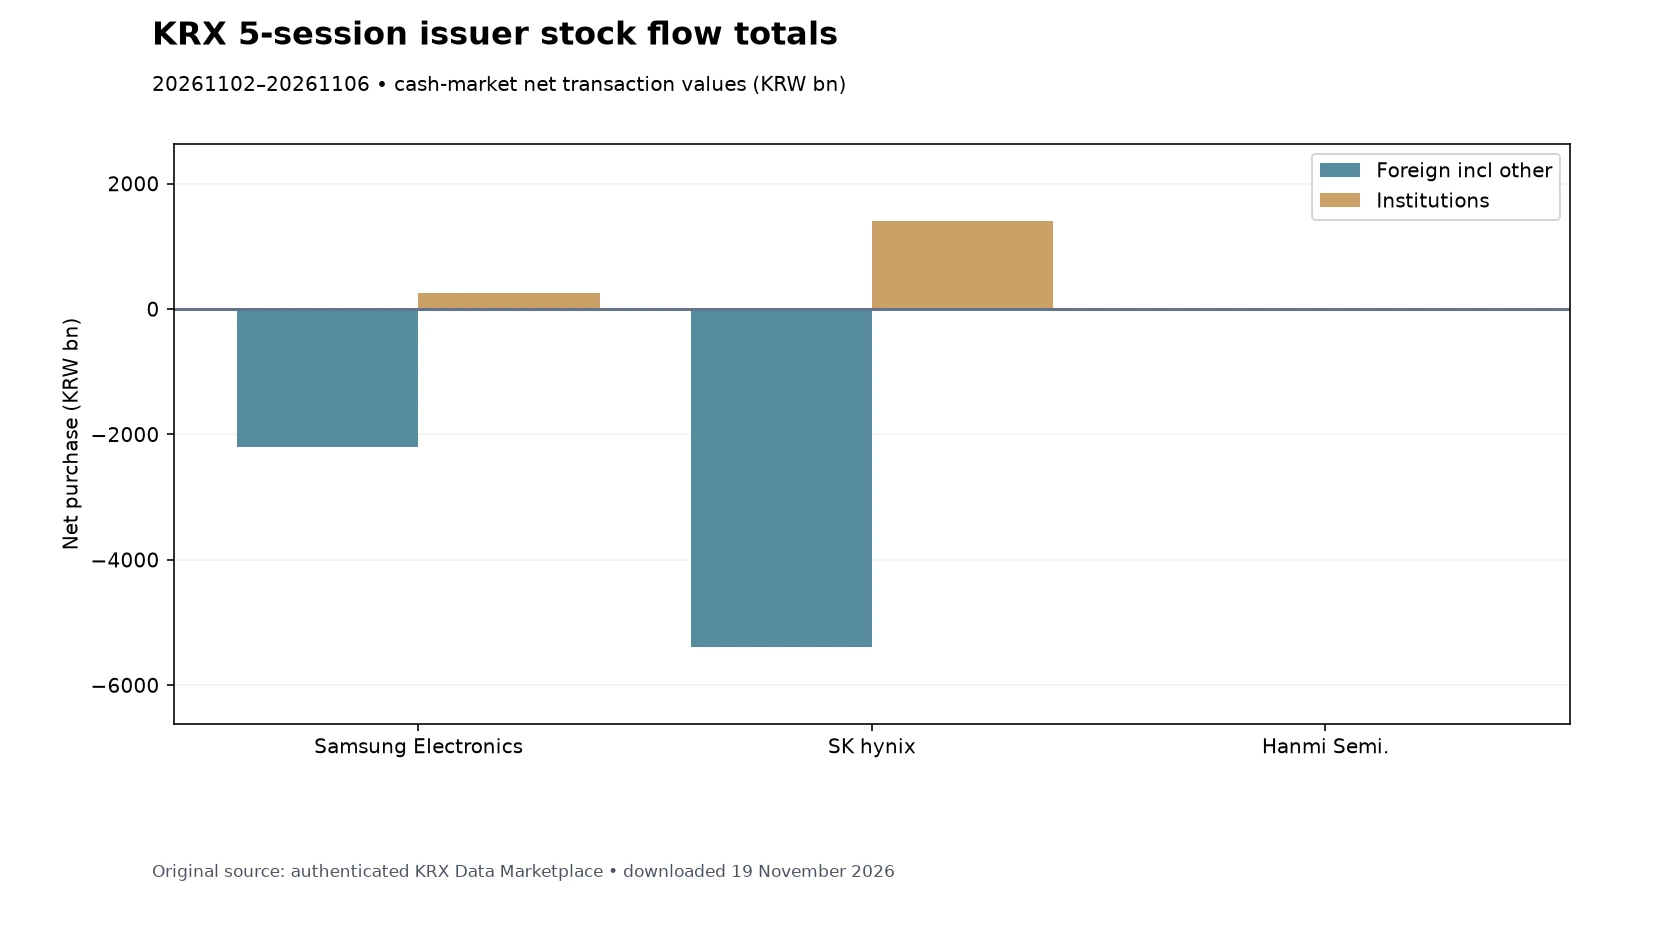 KRX 5-session issuer stock flow totals
20261102–20261106 • cash-market net transaction values (KRW bn)
Foreign incl other
Institutions
Net purchase (KRW bn)
2000
0
−2000
−4000
−6000
Samsung Electronics
SK hynix
Hanmi Semi.
Original source: authenticated KRX Data Marketplace • downloaded 19 November 2026